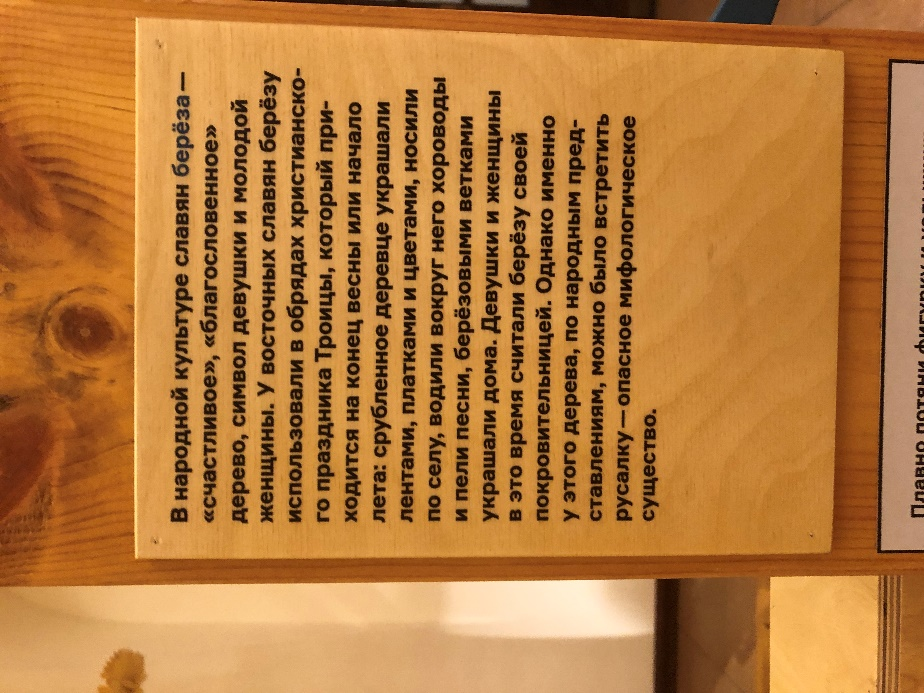 В народной культуре славян берёза—
«счастливое», «благословенное»
дерево, символ девушки и молодой
женщины. У восточных славян берёзу
использовали в обрядах христианско-
го праздника Троицы, который при-
ходится на конец весны или начало
лета: срубленное деревце украшали
лентами, платками и цветами, носили
по селу, водили вокруг него хороводы
и пели песни, берёзовыми ветками
украшали дома. Девушки и женщины
в это время считали берёзу своей
покровительницей. Однако именно
у этого дерева, по народным пред-
ставлениям, можно было встретить
русалку—опасное мифологическое
существо.
Плавно потяни фигурки